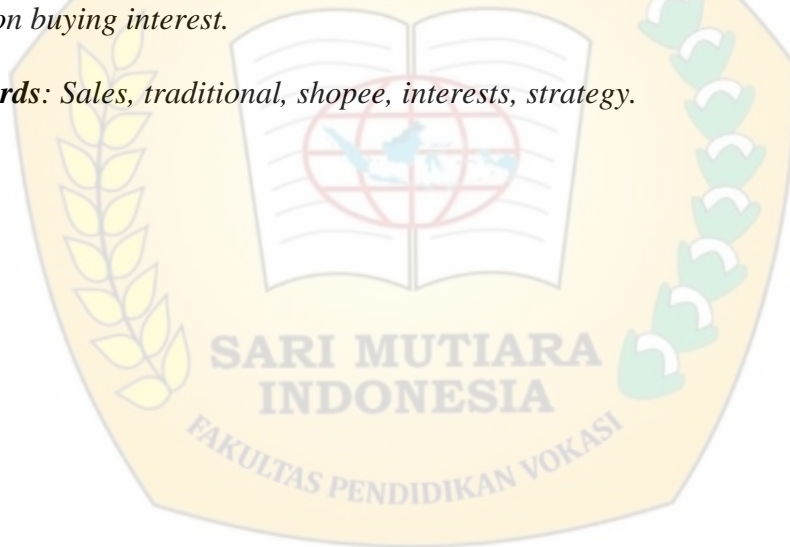 on buying interest.
rds: Sales, traditional, shopee, interests, strategy.
SARI MUTIARA
INDONESIA
FAKULTAS PENDIDIKAN VOKASI